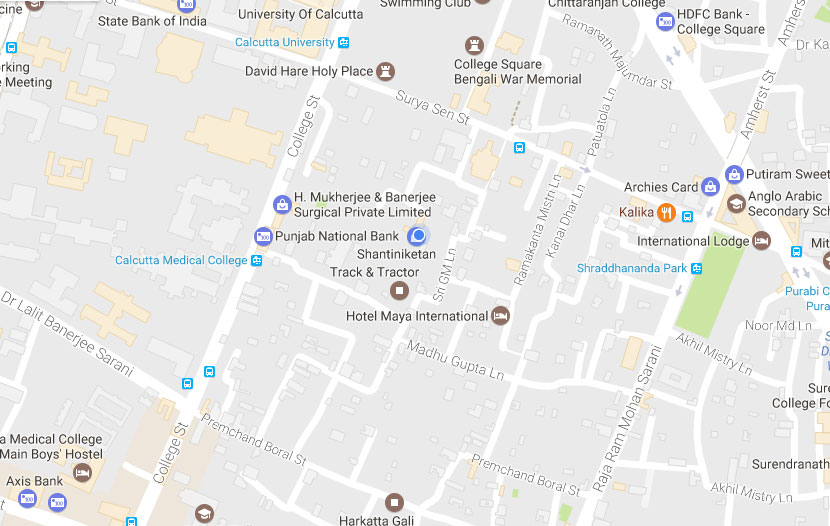 cine
State Bank of India
University Of Calcutta
Swimming Club
Chittaranjan College
HDFC Bank -
College Square
Calcutta University
Dr Ka
Amherst St
Ramanath Majumdar St
orking
e Meeting
David Hare Holy Place
College Square
Bengali War Memorial
Surya Sen St
College St
Patuatola Ln
Putiram Sweet
Archies Card
Anglo Arabic
Secondary Sch
H. Mukherjee & Banerjee
Surgical Private Limited
Kalika
Ramakanta Mistri Ln
Kanai Dhar Ln
Punjab National Bank
International Lodge
Mit
Shantiniketan
Calcutta Medical College
Track & Tractor
Sri GM Ln
Shraddhananda Park
Purabi C
Pura
Dr Lalit Banerjee Sarani
Hotel Maya International
Noor Md Ln
S
D
V
Madhu Gupta Ln
Akhil Mistry Ln
Raja Ram Mohan Sarani
Sure
College Fo
Premchand Boral St
College St
a Medical College
Main Boys' Hostel
Premchand Boral St
Surendranath
Axis Bank
Akhil Mistry Ln
Harkatta Gali